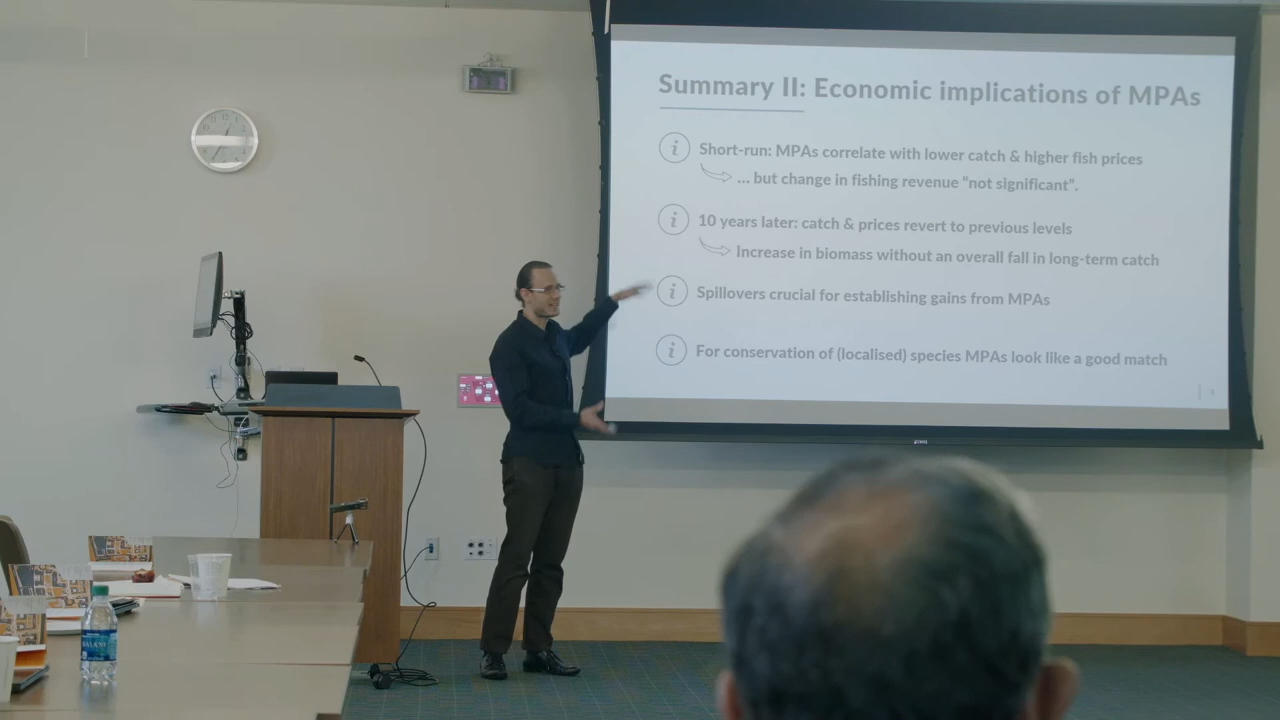 Summary II: Economic implications of MPAs
Short-run: MPAs correlate with lower catch & higher fish prices
... but change in fishing revenue "not significant".
10 years later: catch & prices revert to previous levels
Increase in biomass without an overall fall in long-term catch
Spillovers crucial for establishing gains from MPAs
For conservation of (localised) species MPAs look like a good match